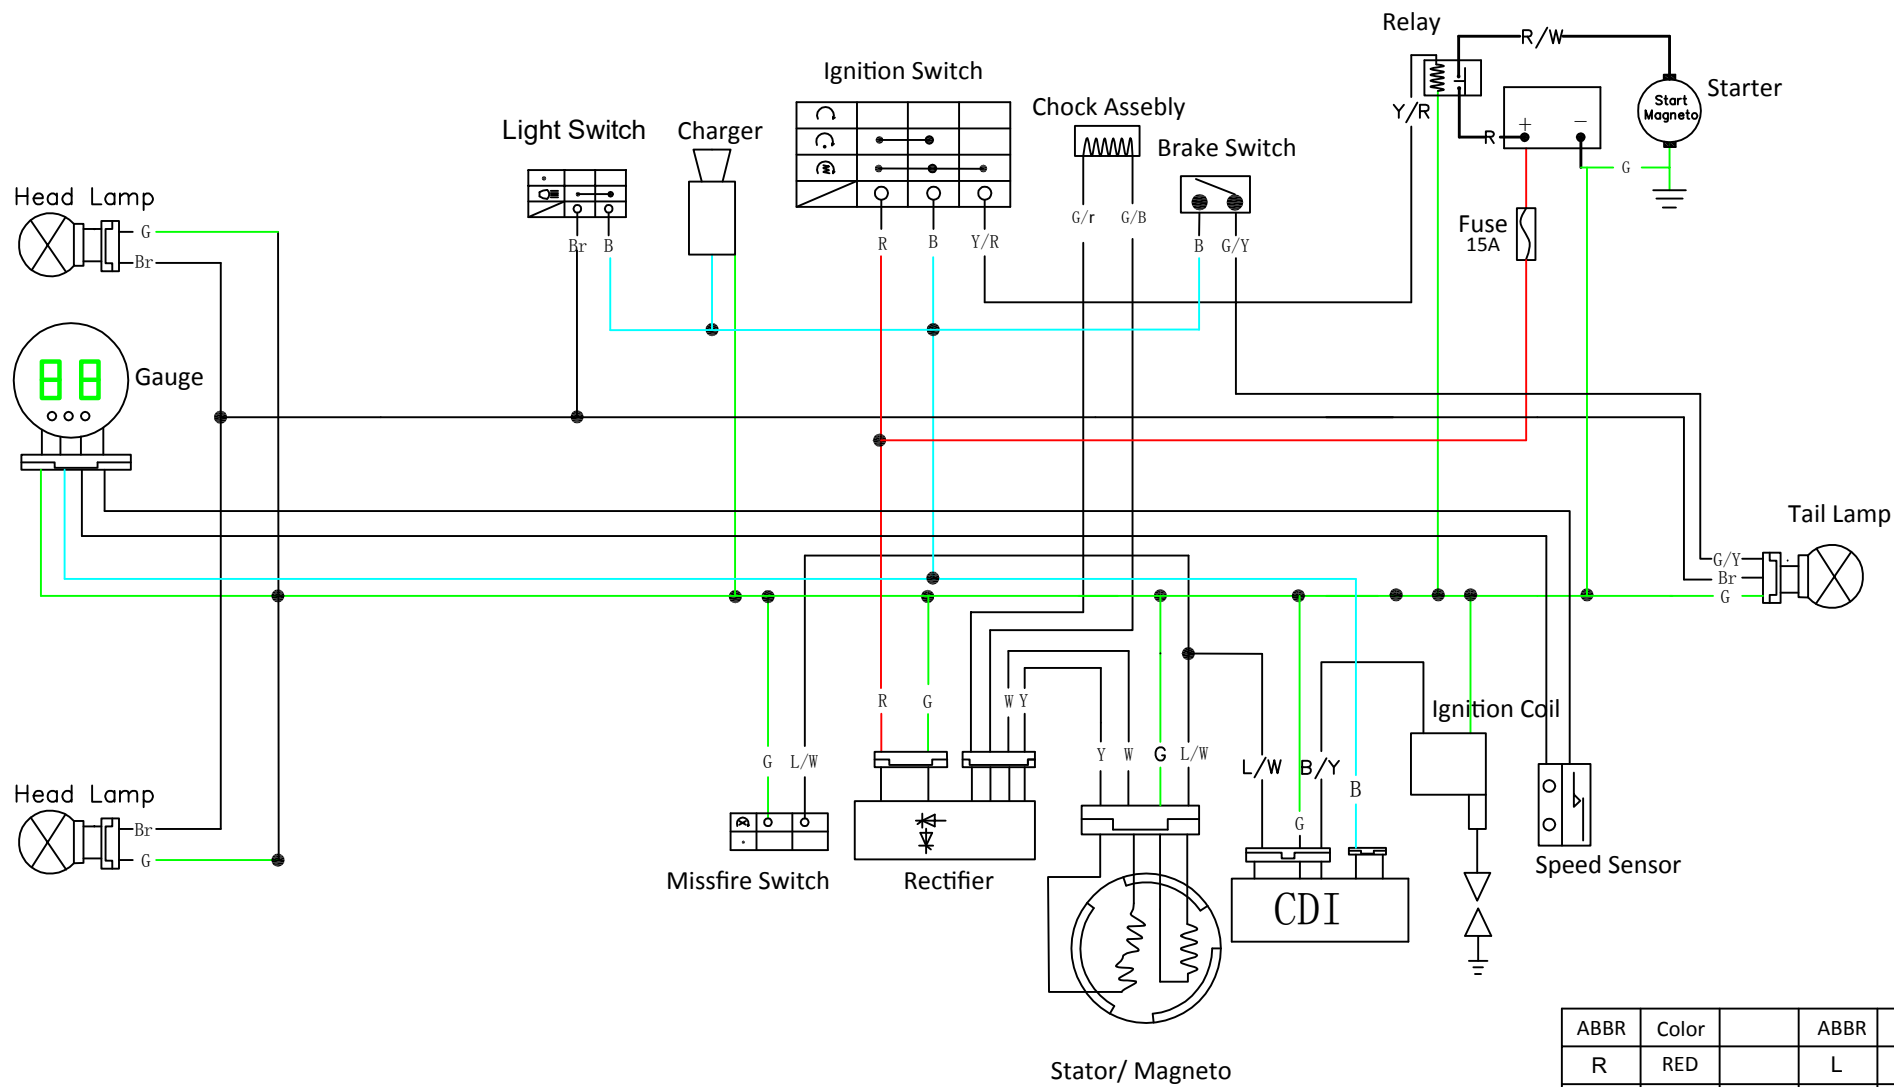 Relay
R/W
Ignition Switch
Starter
Start
Magneto
Chock Assebly
Y/R
Light Switch
Charger
+
−
R
Brake Switch
G
Head Lamp
Fuse
15A
G/r
G/B
G
Br
Br
B
R
B
Y/R
B
G/Y
Gauge
88
Tail Lamp
G/Y
Br
G
R
G
W
Y
Ignition Coil
G
L/W
Y
W
G
L/W
L/W
B/Y
B
Head Lamp
Br
G
G
Missfire Switch
Rectifier
Speed Sensor
CDI
Stator/ Magneto
ABBR
Color
ABBR
R
RED
L